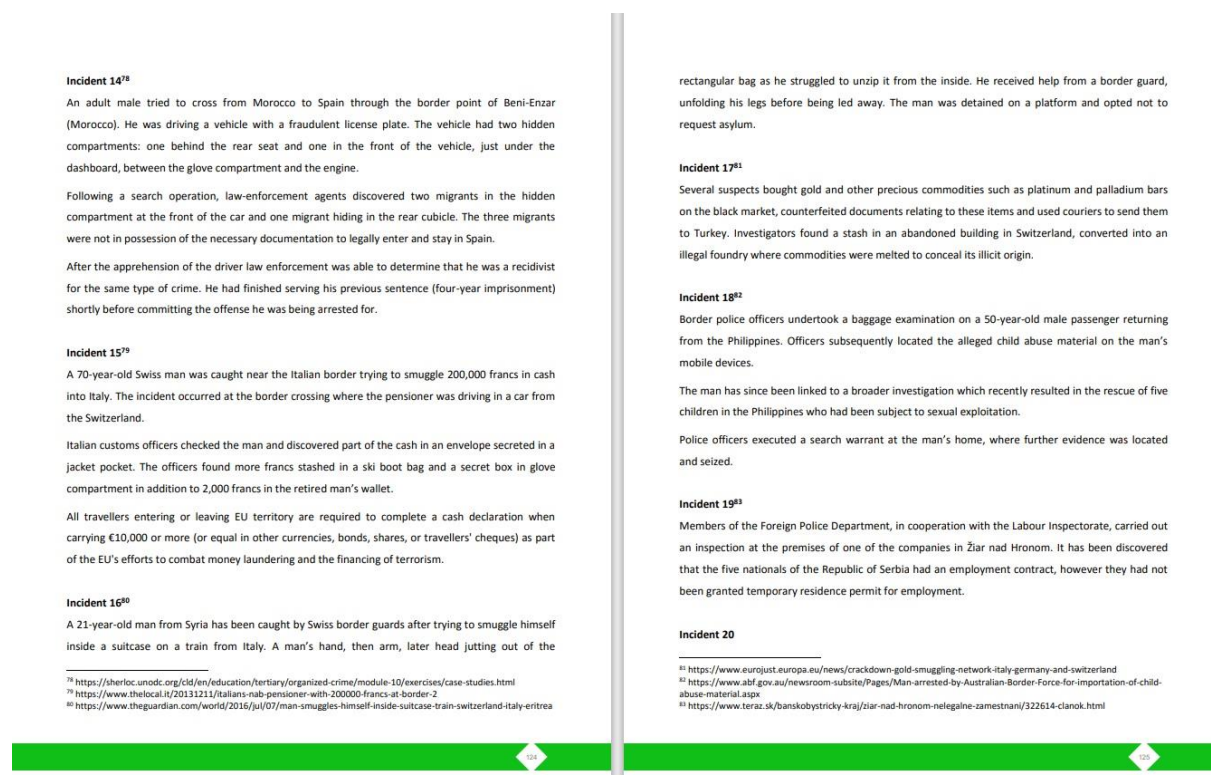 Incident 14⁷⁸
An adult male tried to cross from Morocco to Spain through the border point of Beni-Enzar
(Morocco). He was driving a vehicle with a fraudulent license plate. The vehicle had two hidden
compartments: one behind the rear seat and one in the front of the vehicle, just under the
dashboard, between the glove compartment and the engine.
Following a search operation, law-enforcement agents discovered two migrants in the hidden
compartment at the front of the car and one migrant hiding in the rear cubicle. The three migrants
were not in possession of the necessary documentation to legally enter and stay in Spain.
After the apprehension of the driver law enforcement was able to determine that he was a recidivist
for the same type of crime. He had finished serving his previous sentence (four-year imprisonment)
shortly before committing the offense he was being arrested for.
Incident 15⁷⁹
A 70-year-old Swiss man was caught near the Italian border trying to smuggle 200,000 francs in cash
into Italy. The incident occurred at the border crossing where the pensioner was driving in a car from
the Switzerland.
Italian customs officers checked the man and discovered part of the cash in an envelope secreted in a
jacket pocket. The officers found more francs stashed in a ski boot bag and a secret box in glove
compartment in addition to 2,000 francs in the retired man's wallet.
All travellers entering or leaving EU territory are required to complete a cash declaration when
carrying €10,000 or more (or equal in other currencies, bonds, shares, or travellers' cheques) as part
of the EU's efforts to combat money laundering and the financing of terrorism.
Incident 16⁸⁰
A 21-year-old man from Syria has been caught by Swiss border guards after trying to smuggle himself
inside a suitcase on a train from Italy. A man's hand, then arm, later head jutting out of the
⁷⁸ https://sherloc.unodc.org/cld/en/education/tertiary/organized-crime/module-10/exercises/case-studies.html
⁷⁹ https://www.thelocal.it/20131211/italians-nab-pensioner-with-200000-francs-at-border-2
⁸⁰ https://www.theguardian.com/world/2016/jul/07/man-smuggles-himself-inside-suitcase-train-switzerland-italy-eritrea
124
rectangular bag as he struggled to unzip it from the inside. He received help from a border guard,
unfolding his legs before being led away. The man was detained on a platform and opted not to
request asylum.
Incident 17⁸¹
Several suspects bought gold and other precious commodities such as platinum and palladium bars
on the black market, counterfeited documents relating to these items and used couriers to send them
to Turkey. Investigators found a stash in an abandoned building in Switzerland, converted into an
illegal foundry where commodities were melted to conceal its illicit origin.
Incident 18⁸²
Border police officers undertook a baggage examination on a 50-year-old male passenger returning
from the Philippines. Officers subsequently located the alleged child abuse material on the man's
mobile devices.
The man has since been linked to a broader investigation which recently resulted in the rescue of five
children in the Philippines who had been subject to sexual exploitation.
Police officers executed a search warrant at the man's home, where further evidence was located
and seized.
Incident 19⁸³
Members of the Foreign Police Department, in cooperation with the Labour Inspectorate, carried out
an inspection at the premises of one of the companies in Žiar nad Hronom. It has been discovered
that the five nationals of the Republic of Serbia had an employment contract, however they had not
been granted temporary residence permit for employment.
Incident 20
⁸¹ https://www.eurojust.europa.eu/news/crackdown-gold-smuggling-network-italy-germany-and-switzerland
⁸² https://www.abf.gov.au/newsroom-subsite/Pages/Man-arrested-by-Australian-Border-Force-for-importation-of-child-
abuse-material.aspx
⁸³ https://www.teraz.sk/banskobystricky-kraj/ziar-nad-hronom-nelegalne-zamestnani/322614-clanok.html
125